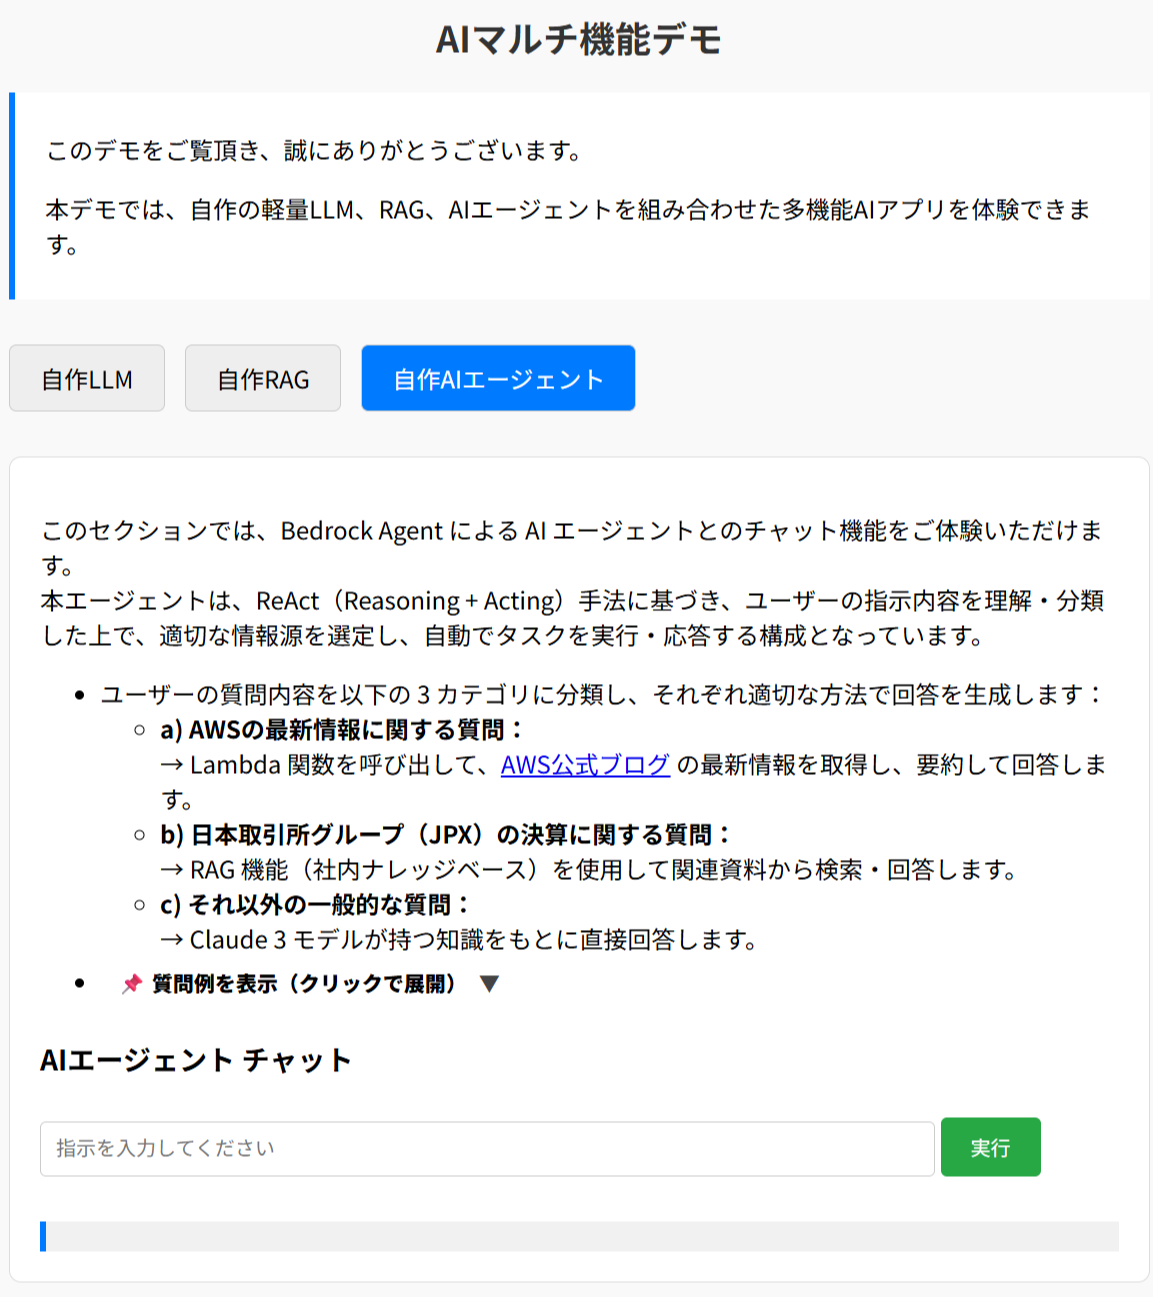 AIマルチ機能デモ
このデモをご覧頂き、誠にありがとうございます。
本デモでは、自作の軽量LLM、RAG、AIエージェントを組み合わせた多機能AIアプリを体験できま
す。
自作LLM
自作RAG
自作AIエージェント
このセクションでは、Bedrock Agent による AI エージェントとのチャット機能をご体験いただけま
す。
本エージェントは、ReAct（Reasoning + Acting）手法に基づき、ユーザーの指示内容を理解・分類
した上で、適切な情報源を選定し、自動でタスクを実行・応答する構成となっています。
ユーザーの質問内容を以下の 3 カテゴリに分類し、それぞれ適切な方法で回答を生成します：
a) AWSの最新情報に関する質問：
→ Lambda 関数を呼び出して、AWS公式ブログ の最新情報を取得し、要約して回答しま
す。
b) 日本取引所グループ（JPX）の決算に関する質問：
→ RAG 機能（社内ナレッジベース）を使用して関連資料から検索・回答します。
c) それ以外の一般的な質問：
→ Claude 3 モデルが持つ知識をもとに直接回答します。
📌 質問例を表示（クリックで展開） ▼
AIエージェント チャット
指示を入力してください
実行